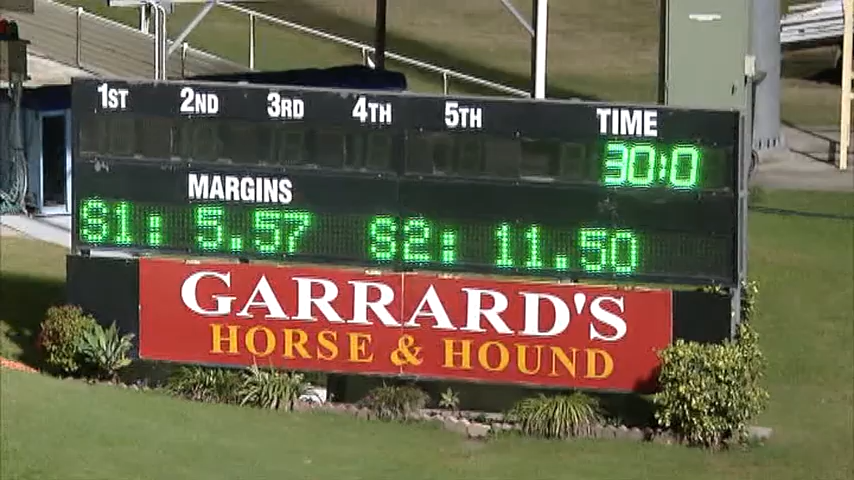 1ST 2ND 3RD 4TH 5TH TIME
30:0
MARGINS
S1: 5.57 S2: 11.50
GARRARD'S
HORSE & HOUND